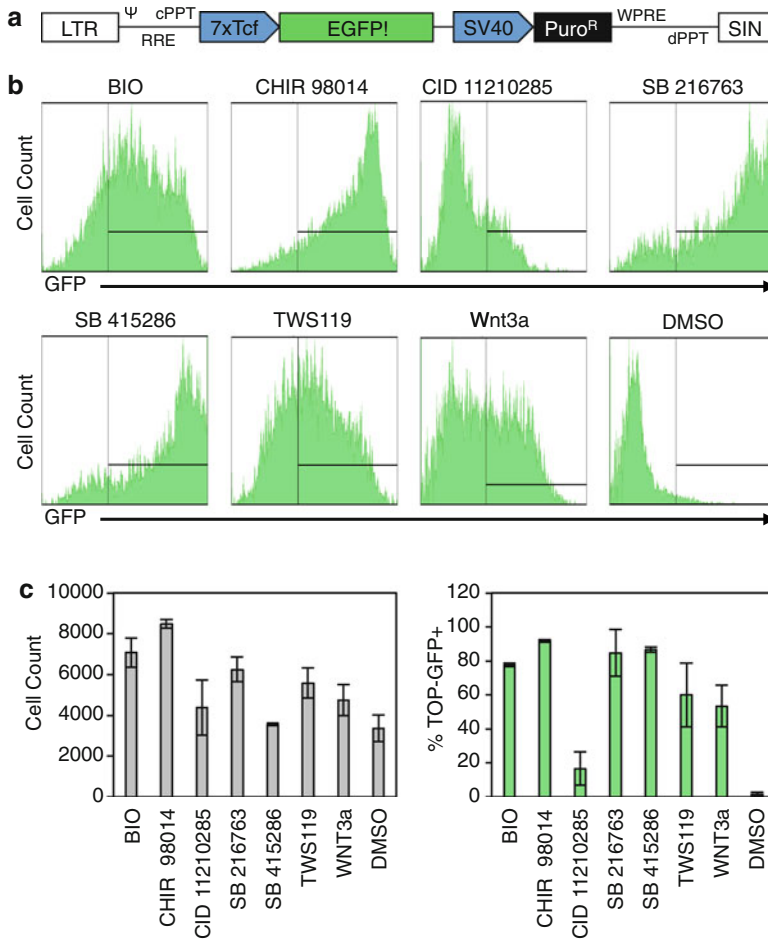 a
LTR Ψ cPPT RRE 7xTcf EGFP! SV40 Puroᴿ WPRE dPPT SIN
b
BIO CHIR 98014 CID 11210285 SB 216763
Cell Count
GFP
SB 415286 TWS119 Wnt3a DMSO
Cell Count
GFP
c
10000
8000
6000
4000
2000
0
Cell Count
BIO
CHIR 98014
CID 11210285
SB 216763
SB 415286
TWS119
WNT3a
DMSO
120
100
80
60
40
20
0
% TOP-GFP+
BIO
CHIR 98014
CID 11210285
SB 216763
SB 415286
TWS119
WNT3a
DMSO